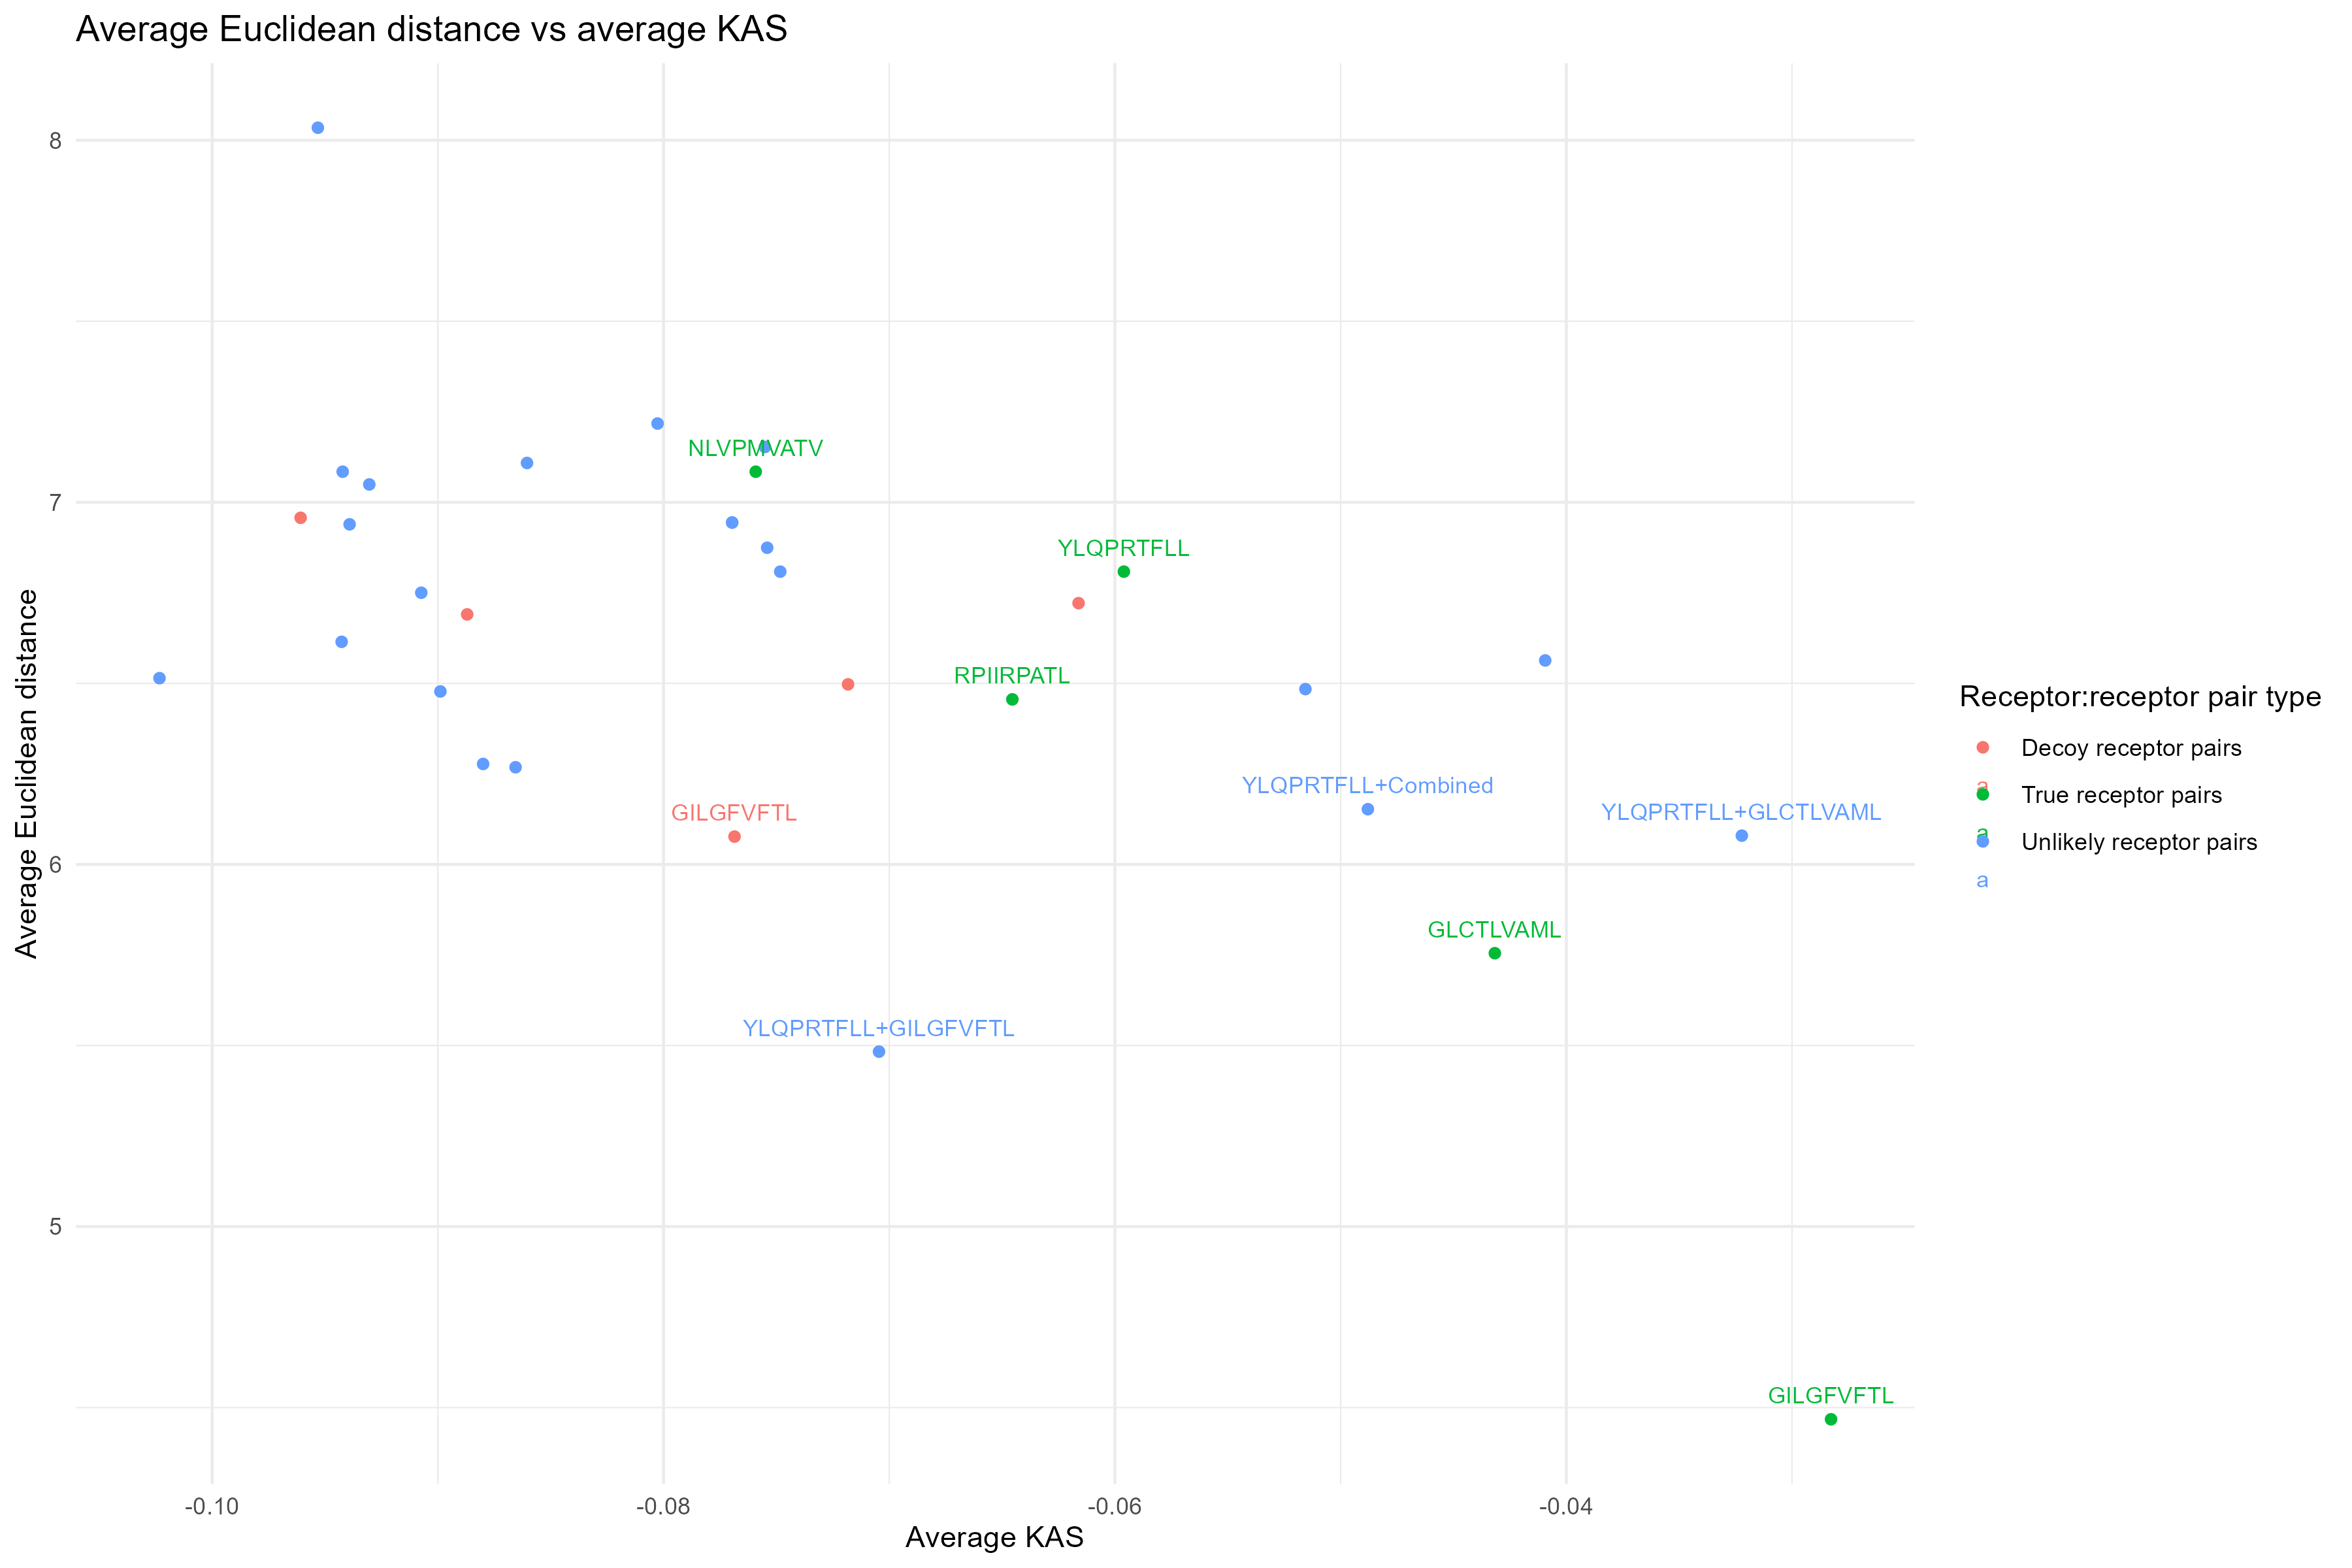 Average Euclidean distance vs average KAS
8
7
6
5
Average Euclidean distance
NLVPMVATV
YLQPRTFLL
RPIIRPATL
YLQPRTFLL+Combined
GILGFVFTL
YLQPRTFLL+GLCTLVAML
GLCTLVAML
YLQPRTFLL+GILGFVFTL
GILGFVFTL
-0.10
-0.08
-0.06
-0.04
Average KAS
Receptor:receptor pair type
Decoy receptor pairs
a
True receptor pairs
a
Unlikely receptor pairs
a